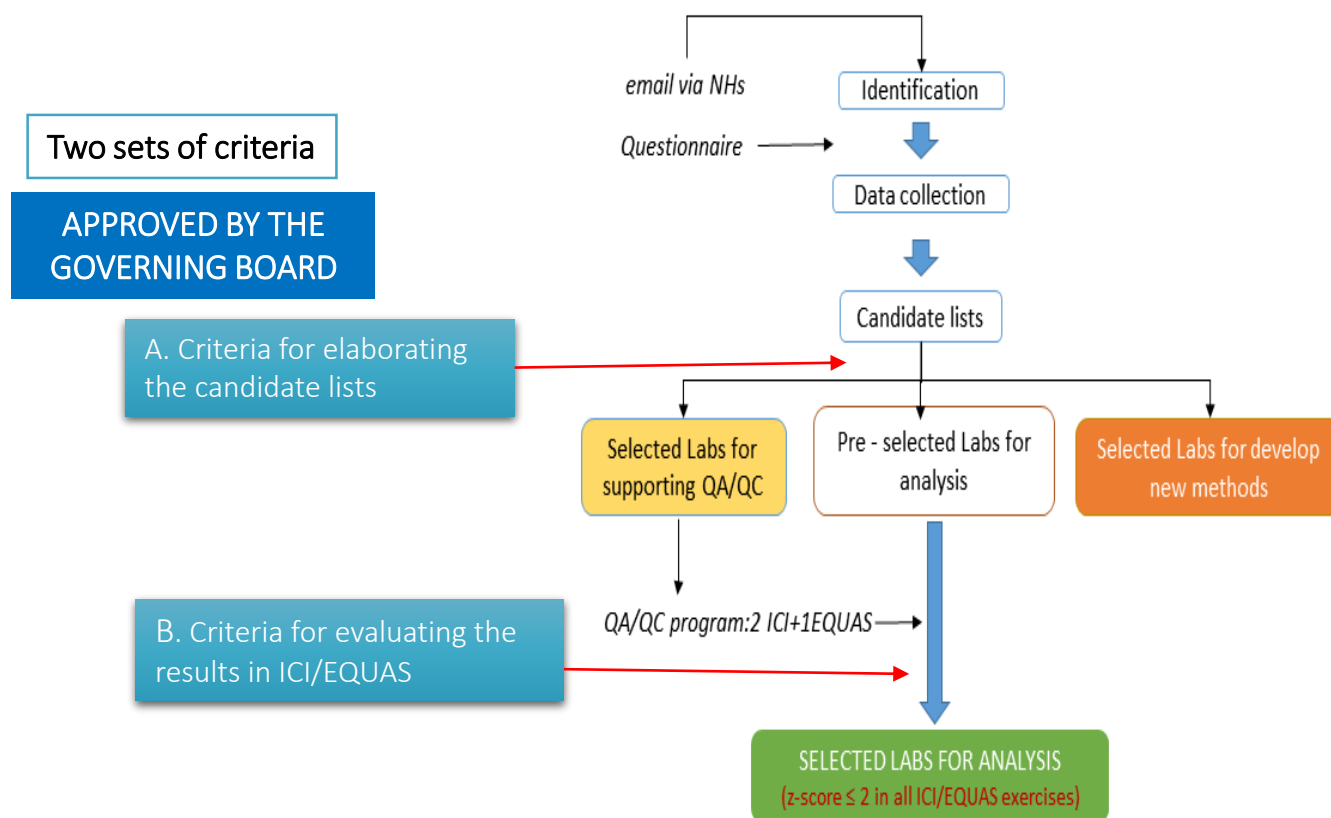 email via NHs
Identification
Two sets of criteria
Questionnaire
Data collection
APPROVED BY THE
GOVERNING BOARD
Candidate lists
A. Criteria for elaborating
the candidate lists
Selected Labs for
supporting QA/QC
Pre - selected Labs for
analysis
Selected Labs for develop
new methods
QA/QC program:2 ICI+1EQUAS
B. Criteria for evaluating the
results in ICI/EQUAS
SELECTED LABS FOR ANALYSIS
(z-score ≤ 2 in all ICI/EQUAS exercises)